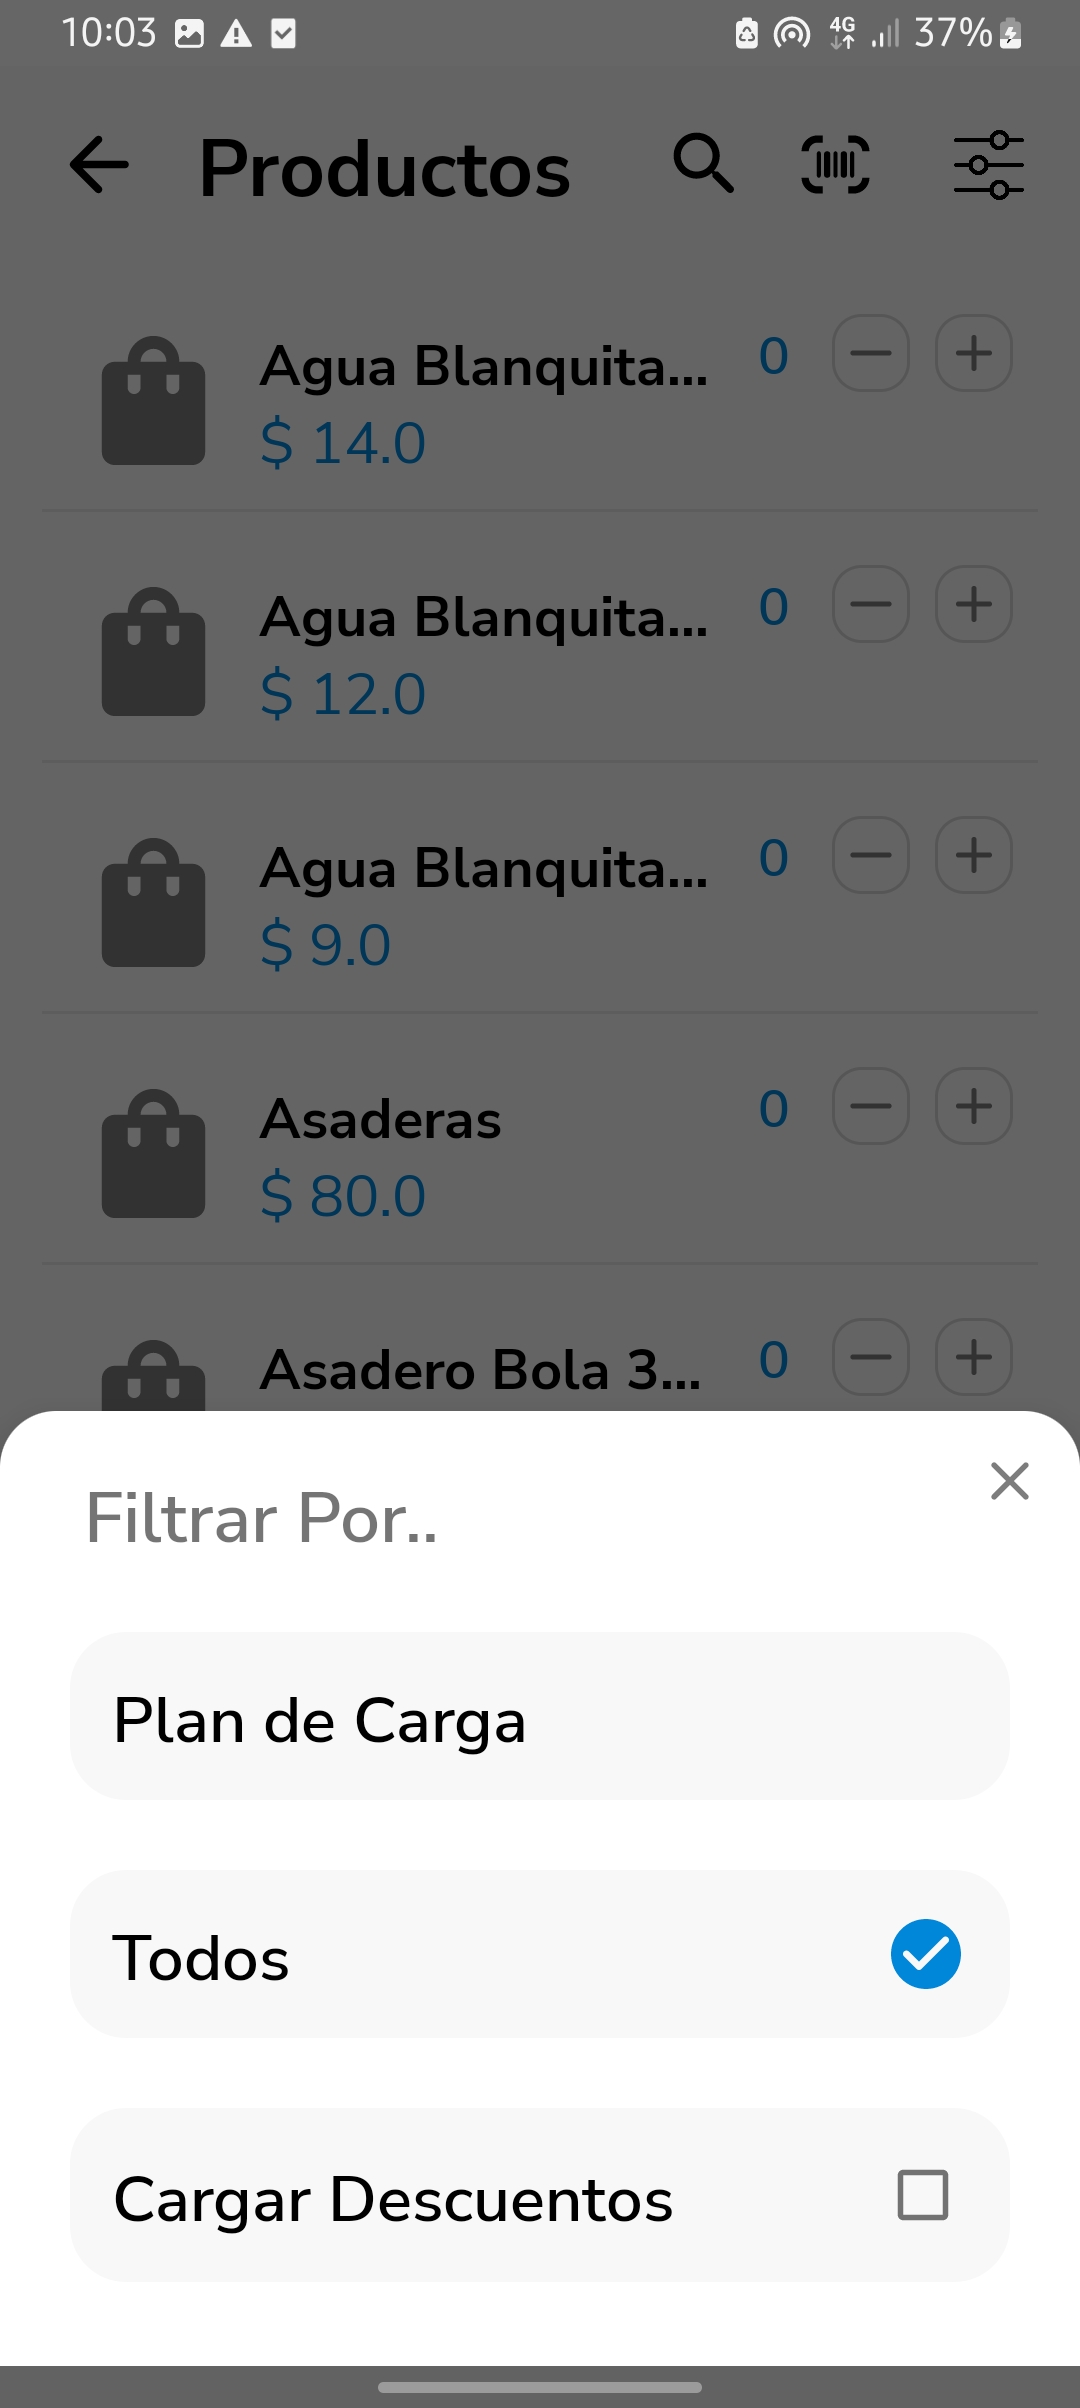 10:03 4G 37%
Productos
Agua Blanquita... 0
$ 14.0
Agua Blanquita... 0
$ 12.0
Agua Blanquita... 0
$ 9.0
Asaderas 0
$ 80.0
Asadero Bola 3... 0
Filtrar Por..
Plan de Carga
Todos
Cargar Descuentos